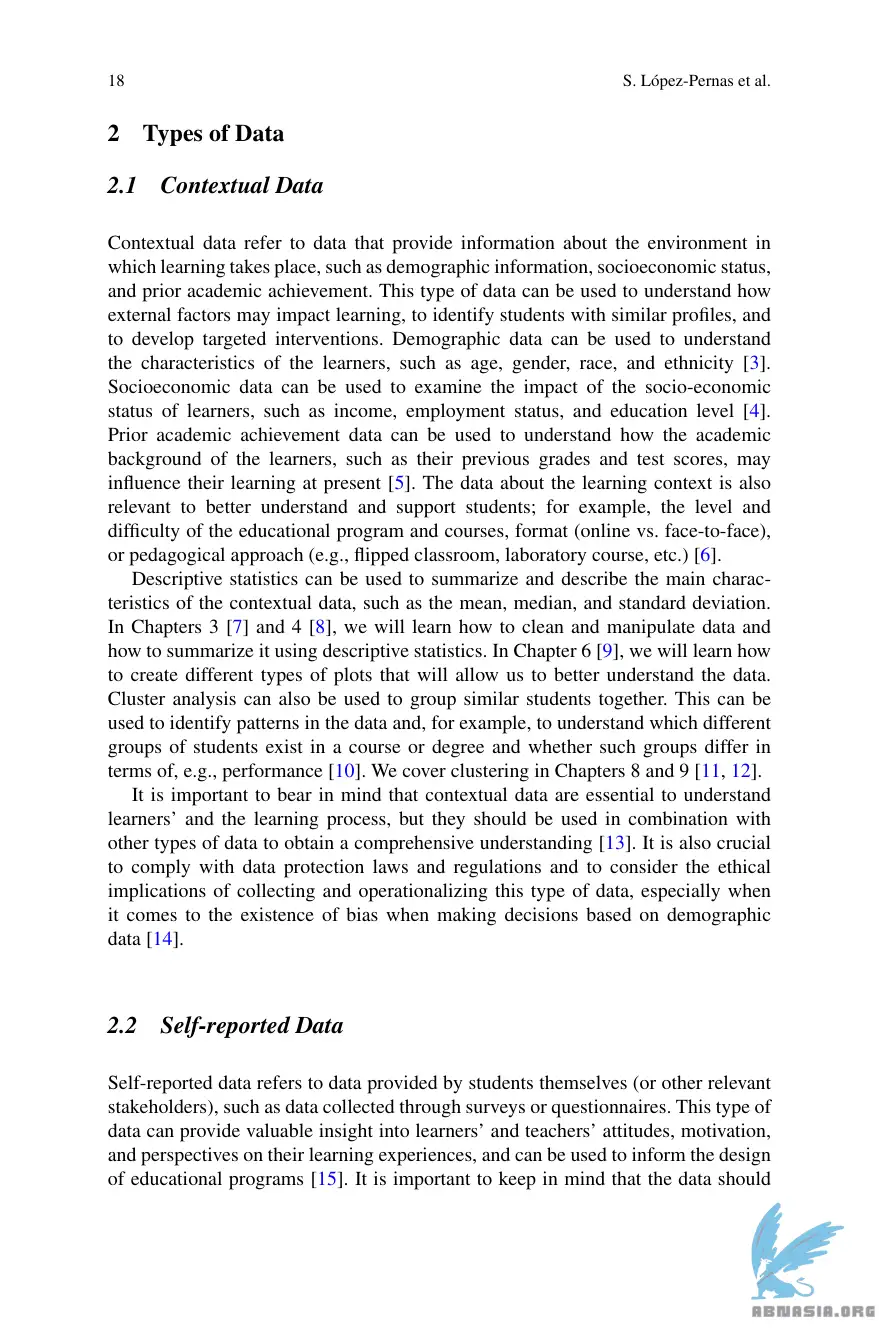 18
S. López-Pernas et al.
2 Types of Data
2.1 Contextual Data
Contextual data refer to data that provide information about the environment in
which learning takes place, such as demographic information, socioeconomic status,
and prior academic achievement. This type of data can be used to understand how
external factors may impact learning, to identify students with similar profiles, and
to develop targeted interventions. Demographic data can be used to understand
the characteristics of the learners, such as age, gender, race, and ethnicity [3].
Socioeconomic data can be used to examine the impact of the socio-economic
status of learners, such as income, employment status, and education level [4].
Prior academic achievement data can be used to understand how the academic
background of the learners, such as their previous grades and test scores, may
influence their learning at present [5]. The data about the learning context is also
relevant to better understand and support students; for example, the level and
difficulty of the educational program and courses, format (online vs. face-to-face),
or pedagogical approach (e.g., flipped classroom, laboratory course, etc.) [6].
Descriptive statistics can be used to summarize and describe the main charac-
teristics of the contextual data, such as the mean, median, and standard deviation.
In Chapters 3 [7] and 4 [8], we will learn how to clean and manipulate data and
how to summarize it using descriptive statistics. In Chapter 6 [9], we will learn how
to create different types of plots that will allow us to better understand the data.
Cluster analysis can also be used to group similar students together. This can be
used to identify patterns in the data and, for example, to understand which different
groups of students exist in a course or degree and whether such groups differ in
terms of, e.g., performance [10]. We cover clustering in Chapters 8 and 9 [11, 12].
It is important to bear in mind that contextual data are essential to understand
learners’ and the learning process, but they should be used in combination with
other types of data to obtain a comprehensive understanding [13]. It is also crucial
to comply with data protection laws and regulations and to consider the ethical
implications of collecting and operationalizing this type of data, especially when
it comes to the existence of bias when making decisions based on demographic
data [14].
2.2 Self-reported Data
Self-reported data refers to data provided by students themselves (or other relevant
stakeholders), such as data collected through surveys or questionnaires. This type of
data can provide valuable insight into learners’ and teachers’ attitudes, motivation,
and perspectives on their learning experiences, and can be used to inform the design
of educational programs [15]. It is important to keep in mind that the data should
ABNASIA.ORG